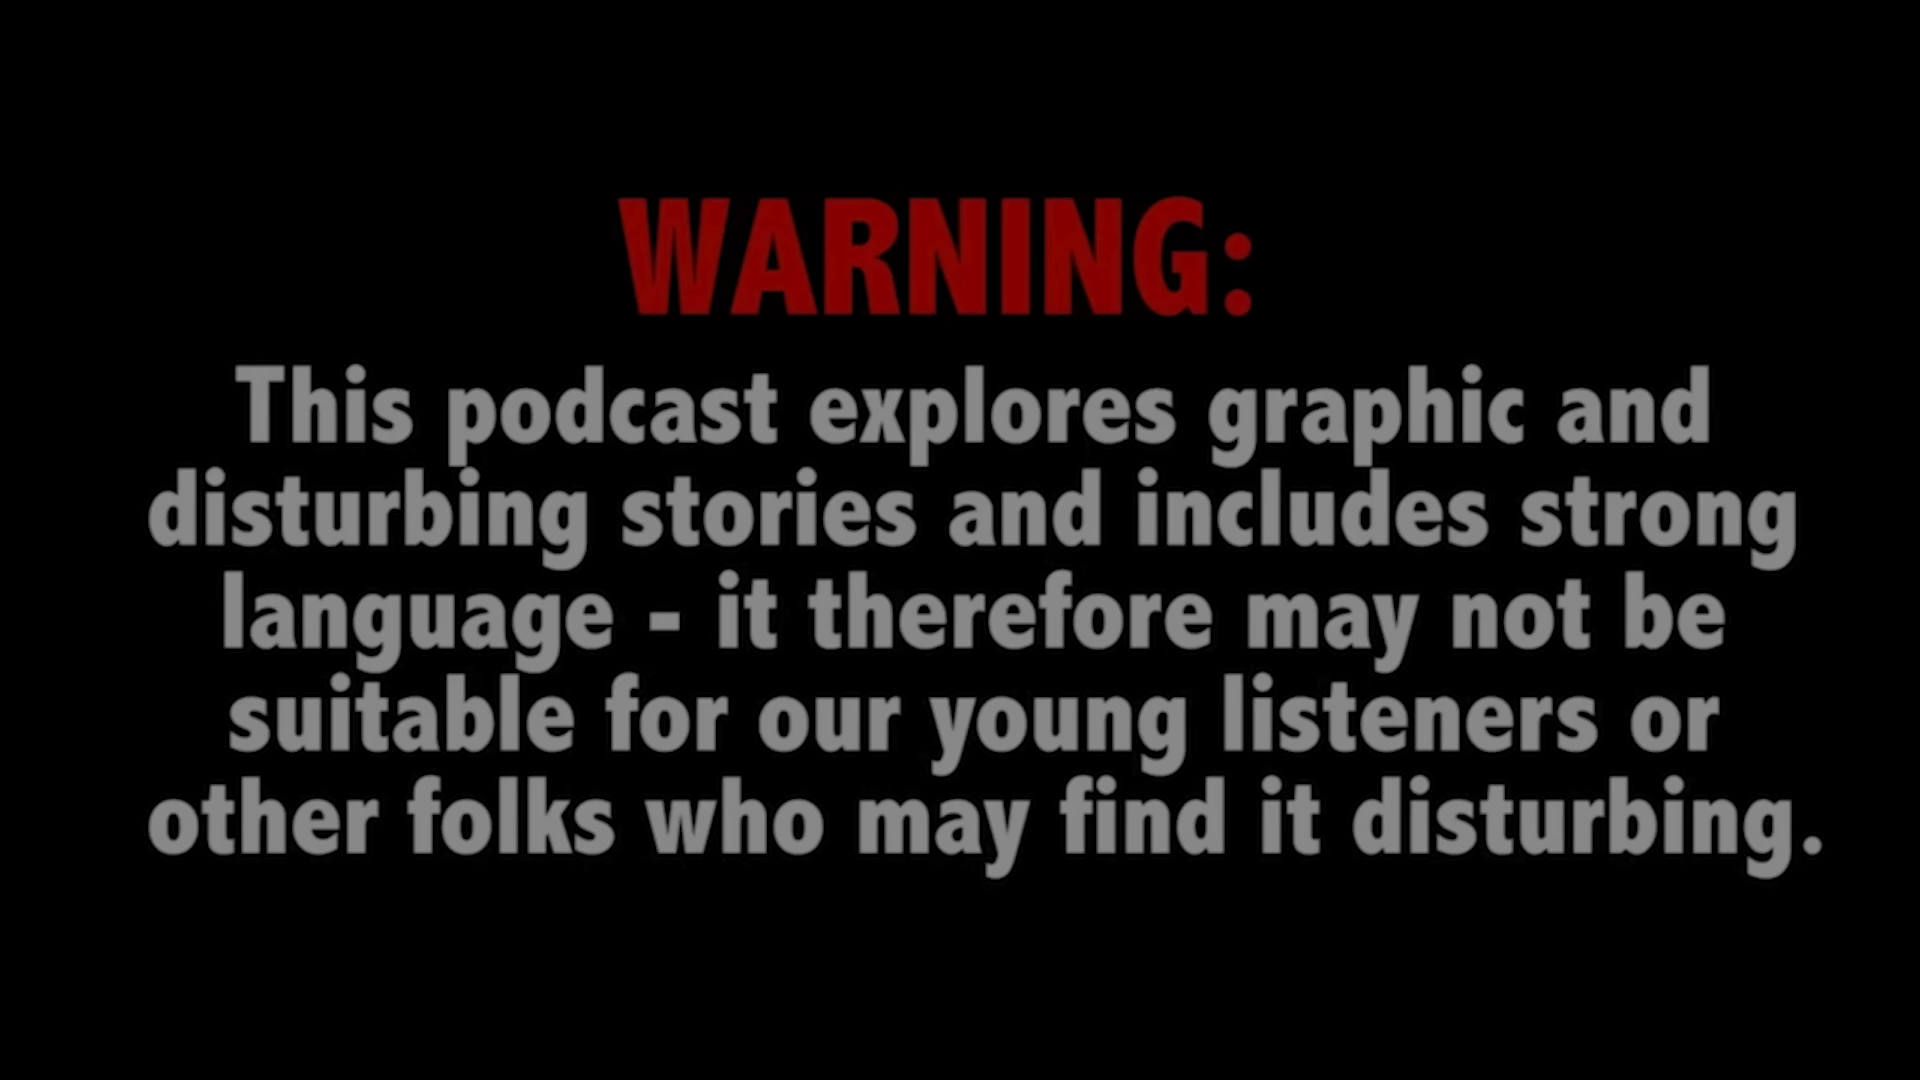 WARNING:
This podcast explores graphic and
disturbing stories and includes strong
language - it therefore may not be
suitable for our young listeners or
other folks who may find it disturbing.